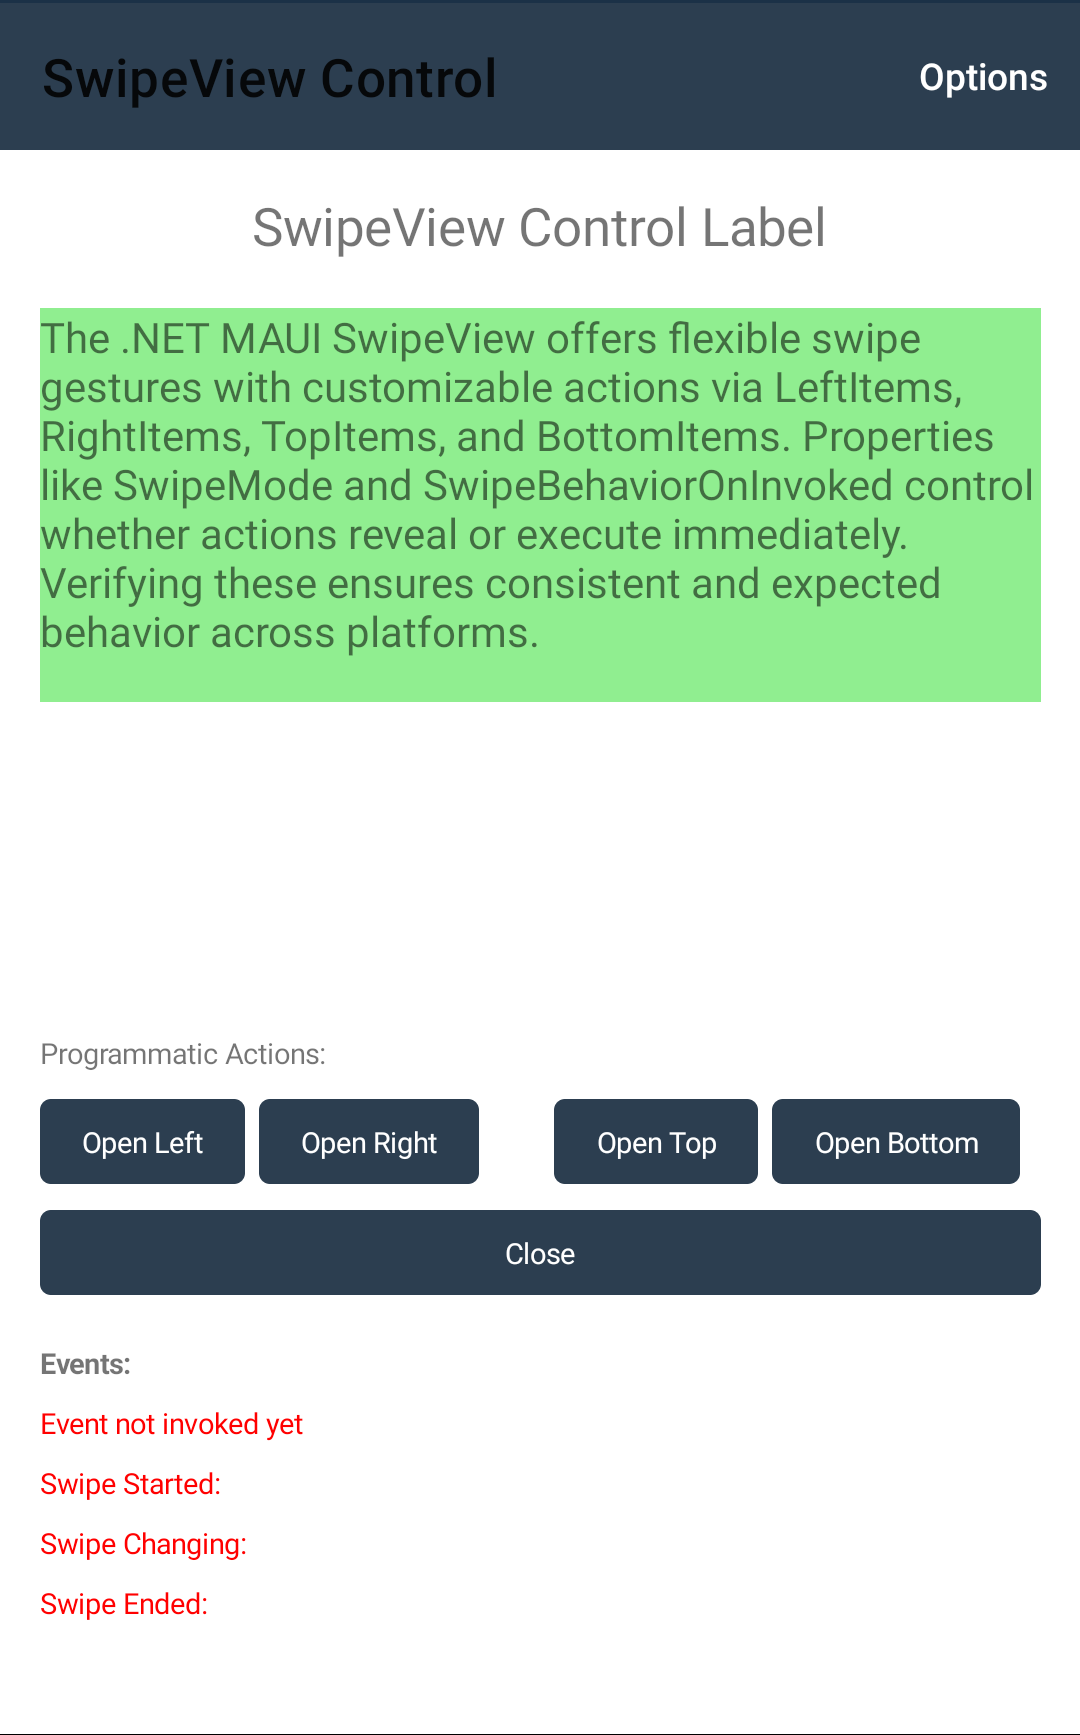 SwipeView Control
Options
SwipeView Control Label
The .NET MAUI SwipeView offers flexible swipe
gestures with customizable actions via LeftItems,
RightItems, TopItems, and BottomItems. Properties
like SwipeMode and SwipeBehaviorOnInvoked control
whether actions reveal or execute immediately.
Verifying these ensures consistent and expected
behavior across platforms.
Programmatic Actions:
Open Left
Open Right
Open Top
Open Bottom
Close
Events:
Event not invoked yet
Swipe Started:
Swipe Changing:
Swipe Ended: